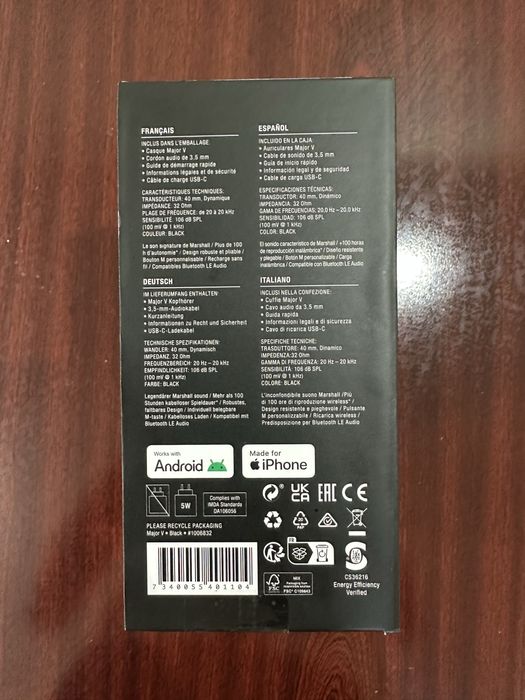 FRANÇAIS
INCLUS DANS L'EMBALLAGE:
• Casque Major V
• Cordon audio de 3,5 mm
• Guide de démarrage rapide
• Informations légales et de sécurité
• Câble de charge USB-C
CARACTÉRISTIQUES TECHNIQUES:
TRANSDUCTEUR: 40 mm, Dynamique
IMPÉDANCE: 32 Ohm
PLAGE DE FRÉQUENCE: de 20 à 20 kHz
SENSIBILITÉ: 106 dB SPL
(100 mV @ 1 kHz)
COULEUR: BLACK
Le son signature de Marshall / Plus de 100
h d'autonomie* / Design robuste et pliable /
Bouton M personnalisable / Recharge sans
fil / Compatibles Bluetooth LE Audio
ESPAÑOL
INCLUIDO EN LA CAJA:
• Auriculares Major V
• Cable de sonido de 3,5 mm
• Guía de inicio rápido
• Información legal y de seguridad
• Cable de carga USB-C
ESPECIFICACIONES TÉCNICAS:
TRANSDUCTOR: 40 mm, Dinámico
IMPEDANCIA: 32 Ohm
GAMA DE FRECUENCIAS: 20,0 Hz – 20.0 kHz
SENSIBILIDAD: 106 dB SPL
(100 mV @ 1 kHz)
COLOR: BLACK
El sonido característico de Marshall / +100 horas
de reproducción inalámbrica* / Diseño resistente
y plegable / Botón M personalizable / Carga
inalámbrica / Compatibles con Bluetooth LE Audio
DEUTSCH
IM LIEFERUMFANG ENTHALTEN:
• Major V Kopfhörer
• 3,5-mm-Audiokabel
• Kurzanleitung
• Informationen zu Recht und Sicherheit
• USB-C-Ladekabel
TECHNISCHE SPEZIFIKATIONEN:
WANDLER: 40 mm, Dynamisch
IMPEDANZ: 32 Ohm
FREQUENZBEREICH: 20 Hz – 20 kHz
EMPFINDLICHKEIT: 106 dB SPL
(100 mV @ 1 kHz)
FARBE: BLACK
Legendärer Marshall sound / Mehr als 100
Stunden kabelloser Spieldauer* / Robustes,
faltbares Design / Individuell belegbare
M-taste / Kabelloses Laden / Kompatibel mit
Bluetooth LE Audio
ITALIANO
INCLUSI NELLA CONFEZIONE:
• Cuffie Major V
• Cavo audio da 3,5 mm
• Guida rapida
• Informazioni legali e di sicurezza
• Cavo di ricarica USB-C
SPECIFICHE TECNICHE:
TRASDUTTORE: 40 mm, Dinamico
IMPEDENZA:32 Ohm
GAMMA DI FREQUENZA: 20 Hz – 20 kHz
SENSIBILITÀ: 106 dB SPL
(100 mV @ 1 kHz)
COLORE: BLACK
L'inconfondibile suono Marshall /Più
di 100 ore di riproduzione wireless* /
Design resistente e pieghevole / Pulsante
M personalizzabile / Ricarica wireless /
Predisposizione per Bluetooth LE Audio
Works with
Android
Made for
iPhone
5W
Complies with
IMDA Standards
DA106056
UK
CA
EAC
CE
PLEASE RECYCLE PACKAGING
Major V • Black • #1006832
7340055401104
FR
MIX
Packaging from
responsible sources
FSC® C109843
CS36216
Energy Efficiency
Verified